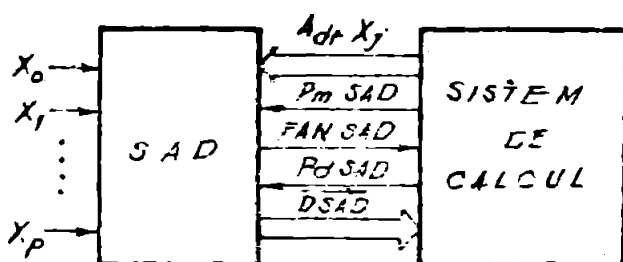 Adr Xj
X0
Pm SAD
SISTEM
X1
FAN SAD
DE
SAD
Pd SAD
CALCUL
DSAD
Xp